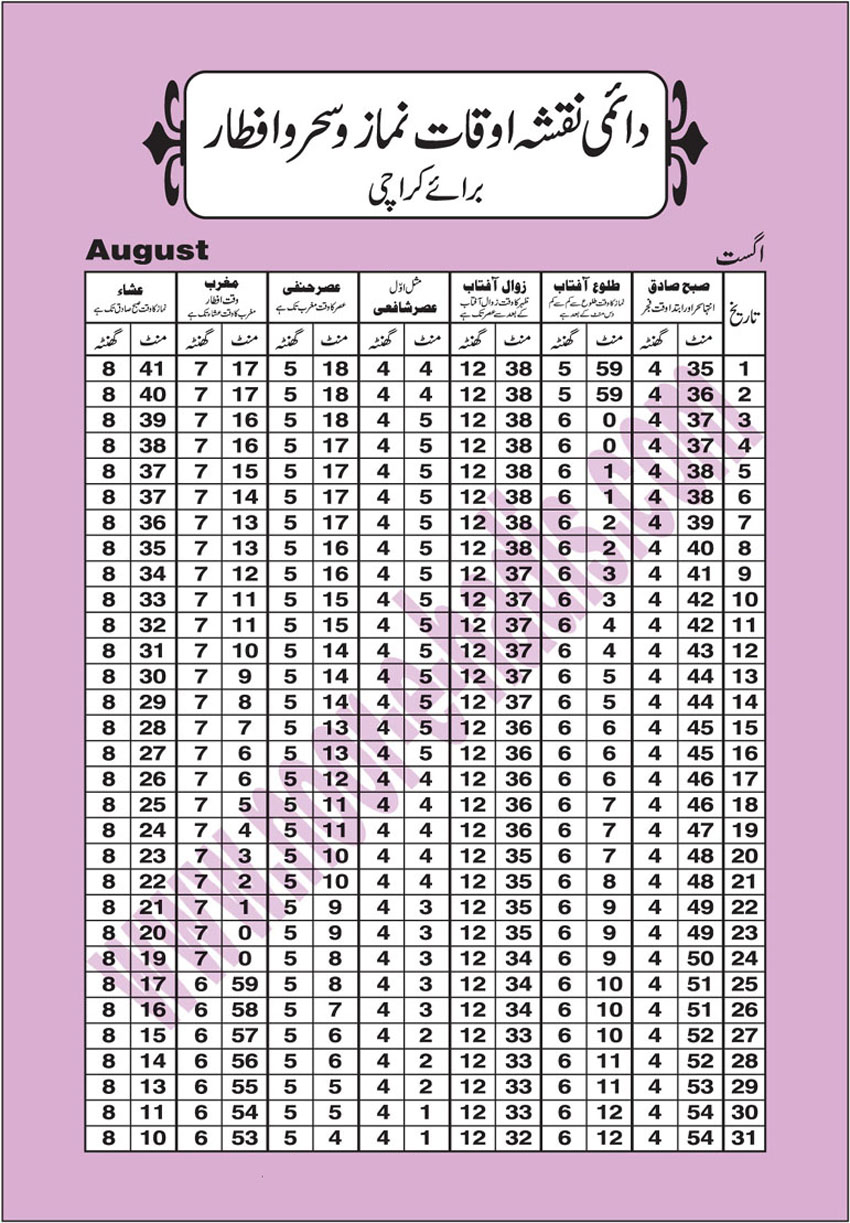 دائمی نقشہ اوقات نماز و سحر و افطار
برائے کراچی
August
اگست
تاریخ
صبح صادق
انتہا سحر اور ابتدا وقت فجر
طلوع آفتاب
نماز کا وقت طلوع سے کم سے کم
دس منٹ کے بعد ہے
زوال آفتاب
ظہر کا وقت زوال آفتاب
کے بعد سے عصر تک ہے
مثل اوّل
عصر شافعی
عصر حنفی
عصر کا وقت مغرب تک ہے
مغرب
وقت افطار
مغرب کا وقت عشاء تک ہے
عشاء
نماز کا وقت صبح صادق تک ہے
منٹ گھنٹہ منٹ گھنٹہ منٹ گھنٹہ منٹ گھنٹہ منٹ گھنٹہ منٹ گھنٹہ منٹ گھنٹہ
8 41 7 17 5 18 4 4 12 38 5 59 4 35 1
8 40 7 17 5 18 4 4 12 38 5 59 4 36 2
8 39 7 16 5 18 4 5 12 38 6 0 4 37 3
8 38 7 16 5 17 4 5 12 38 6 0 4 37 4
8 37 7 15 5 17 4 5 12 38 6 1 4 38 5
8 37 7 14 5 17 4 5 12 38 6 1 4 38 6
8 36 7 13 5 17 4 5 12 38 6 2 4 39 7
8 35 7 13 5 16 4 5 12 38 6 2 4 40 8
8 34 7 12 5 16 4 5 12 37 6 3 4 41 9
8 33 7 11 5 15 4 5 12 37 6 3 4 42 10
8 32 7 11 5 15 4 5 12 37 6 4 4 42 11
8 31 7 10 5 14 4 5 12 37 6 4 4 43 12
8 30 7 9 5 14 4 5 12 37 6 5 4 44 13
8 29 7 8 5 14 4 5 12 37 6 5 4 44 14
8 28 7 7 5 13 4 5 12 36 6 6 4 45 15
8 27 7 6 5 13 4 5 12 36 6 6 4 45 16
8 26 7 6 5 12 4 4 12 36 6 6 4 46 17
8 25 7 5 5 11 4 4 12 36 6 7 4 46 18
8 24 7 4 5 11 4 4 12 36 6 7 4 47 19
8 23 7 3 5 10 4 4 12 35 6 7 4 48 20
8 22 7 2 5 10 4 4 12 35 6 8 4 48 21
8 21 7 1 5 9 4 3 12 35 6 9 4 49 22
8 20 7 0 5 9 4 3 12 35 6 9 4 49 23
8 19 7 0 5 8 4 3 12 34 6 9 4 50 24
8 17 6 59 5 8 4 3 12 34 6 10 4 51 25
8 16 6 58 5 7 4 3 12 34 6 10 4 51 26
8 15 6 57 5 6 4 2 12 33 6 10 4 52 27
8 14 6 56 5 6 4 2 12 33 6 11 4 52 28
8 13 6 55 5 5 4 2 12 33 6 11 4 53 29
8 11 6 54 5 5 4 1 12 33 6 12 4 54 30
8 10 6 53 5 4 4 1 12 32 6 12 4 54 31
www.noor-e-hadis.com